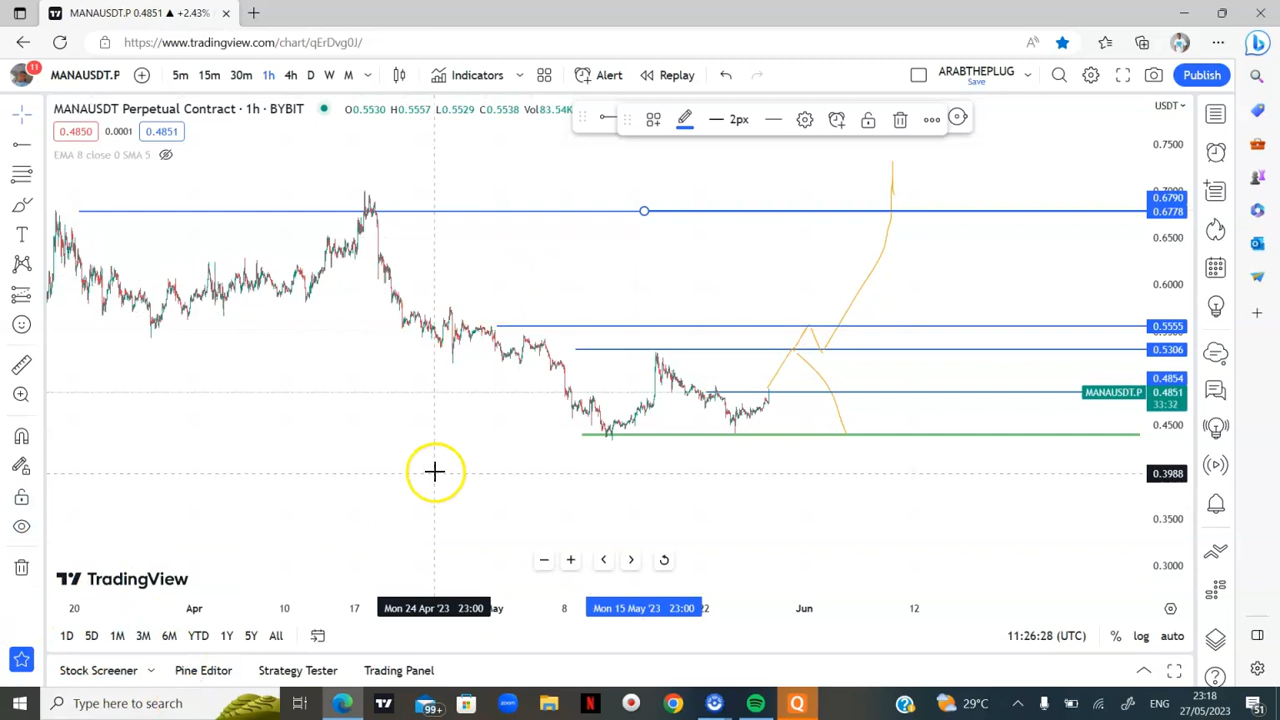 MANAUSDT.P 0.4851 ▲ +2.43%
https://www.tradingview.com/chart/qErDvg0J/
11
MANAUSDT.P 5m 15m 30m 1h 4h D W M Indicators Alert Replay ARABTHEPLUG Save Publish
MANAUSDT Perpetual Contract · 1h · BYBIT O0.5530 H0.5557 L0.5529 C0.5538 Vol83.54K
USDT
2px
0.4850 0.0001 0.4851
EMA 8 close 0 SMA 5
0.7500
0.6790
0.6778
0.6500
0.6000
0.5555
0.5306
0.4854
MANAUSDT.P 0.4851
33:32
0.4500
0.3988
0.3500
0.3000
TradingView
20 Apr 10 17 Mon 24 Apr '23 23:00 8 Mon 15 May '23 23:00 22 Jun 12
1D 5D 1M 3M 6M YTD 1Y 5Y All 11:26:28 (UTC) % log auto
Stock Screener Pine Editor Strategy Tester Trading Panel
Type here to search 99+ 29°C ENG 23:18
27/05/2023 51